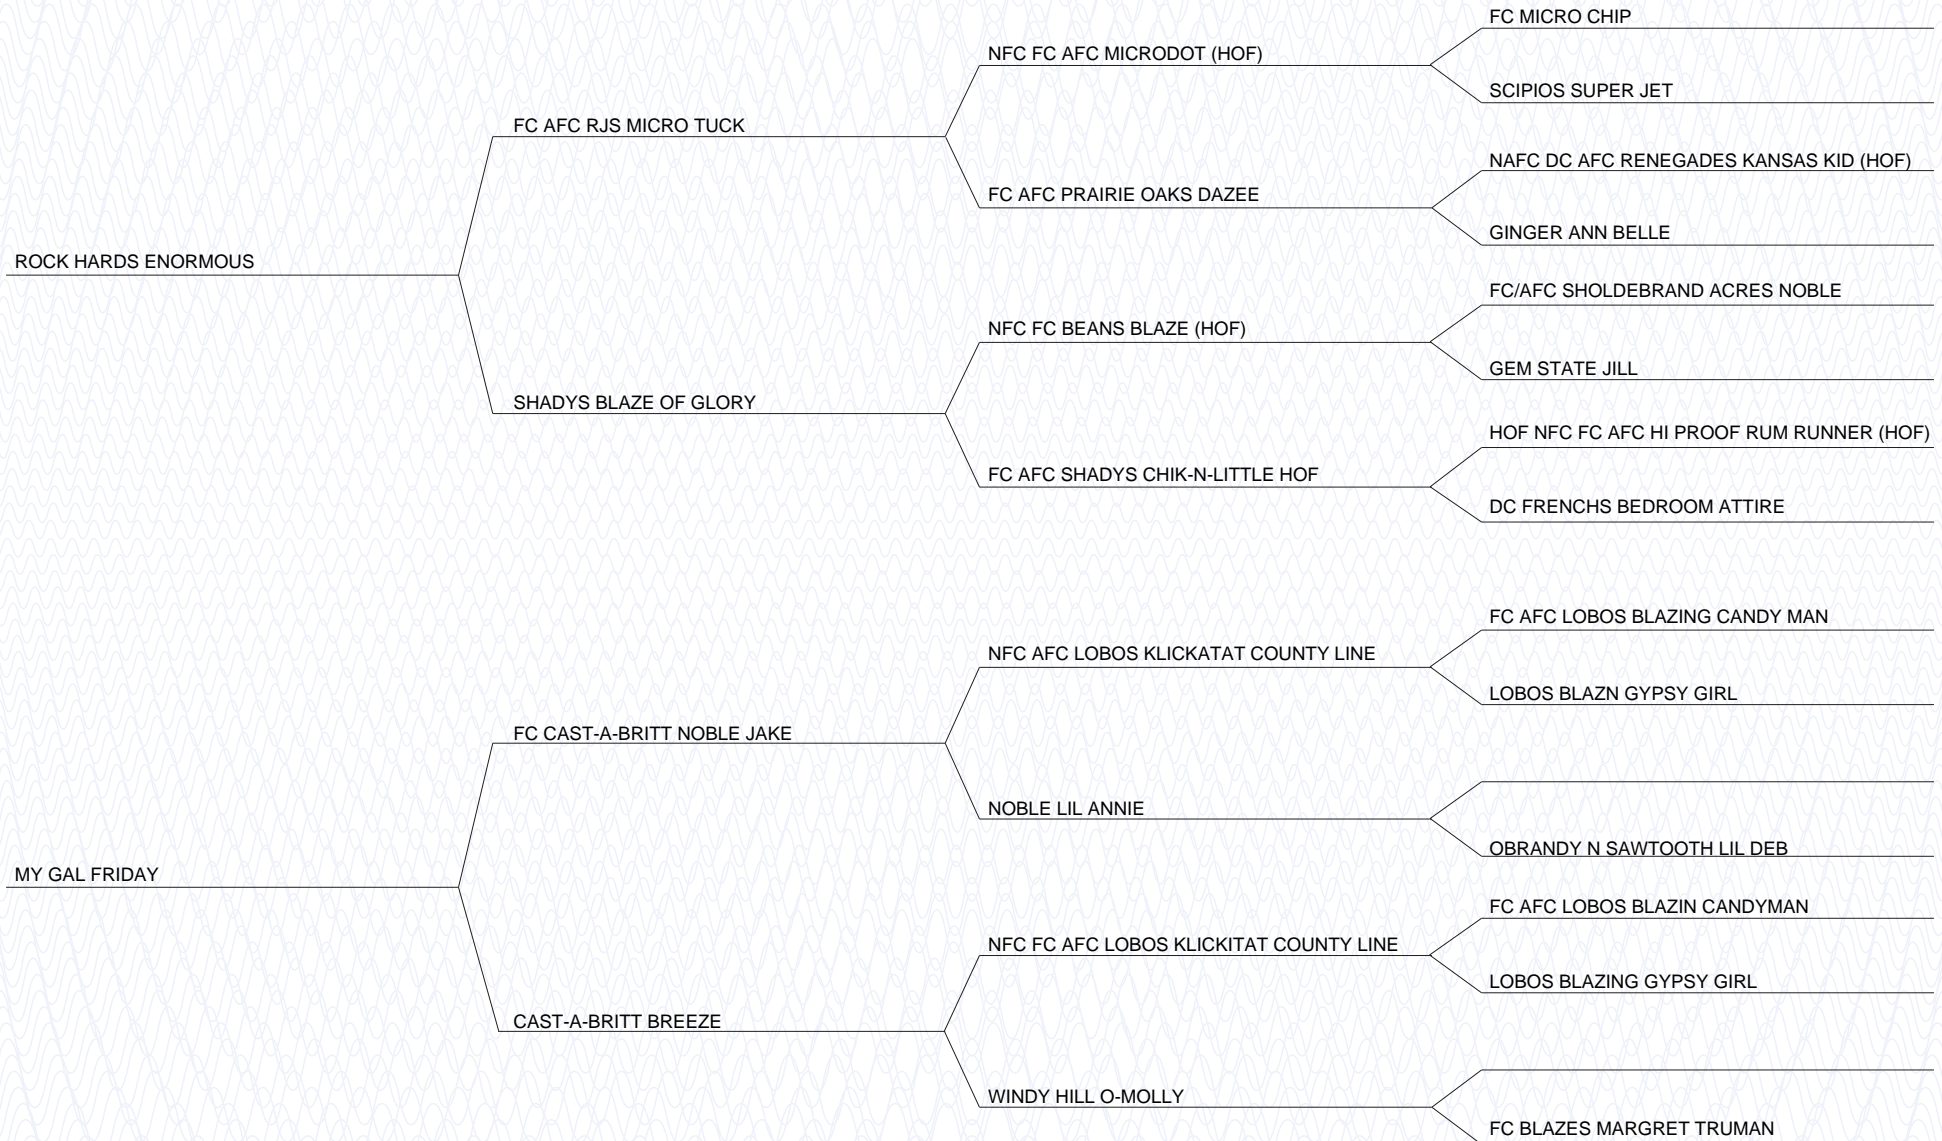 FC MICRO CHIP
NFC FC AFC MICRODOT (HOF)
SCIPIOS SUPER JET
FC AFC RJS MICRO TUCK
NAFC DC AFC RENEGADES KANSAS KID (HOF)
FC AFC PRAIRIE OAKS DAZEE
GINGER ANN BELLE
ROCK HARDS ENORMOUS
FC/AFC SHOLDEBRAND ACRES NOBLE
NFC FC BEANS BLAZE (HOF)
GEM STATE JILL
SHADYS BLAZE OF GLORY
HOF NFC FC AFC HI PROOF RUM RUNNER (HOF)
FC AFC SHADYS CHIK-N-LITTLE HOF
DC FRENCHS BEDROOM ATTIRE
FC AFC LOBOS BLAZING CANDY MAN
NFC AFC LOBOS KLICKATAT COUNTY LINE
LOBOS BLAZN GYPSY GIRL
FC CAST-A-BRITT NOBLE JAKE
NOBLE LIL ANNIE
OBRANDY N SAWTOOTH LIL DEB
MY GAL FRIDAY
FC AFC LOBOS BLAZIN CANDYMAN
NFC FC AFC LOBOS KLICKITAT COUNTY LINE
LOBOS BLAZING GYPSY GIRL
CAST-A-BRITT BREEZE
WINDY HILL O-MOLLY
FC BLAZES MARGRET TRUMAN